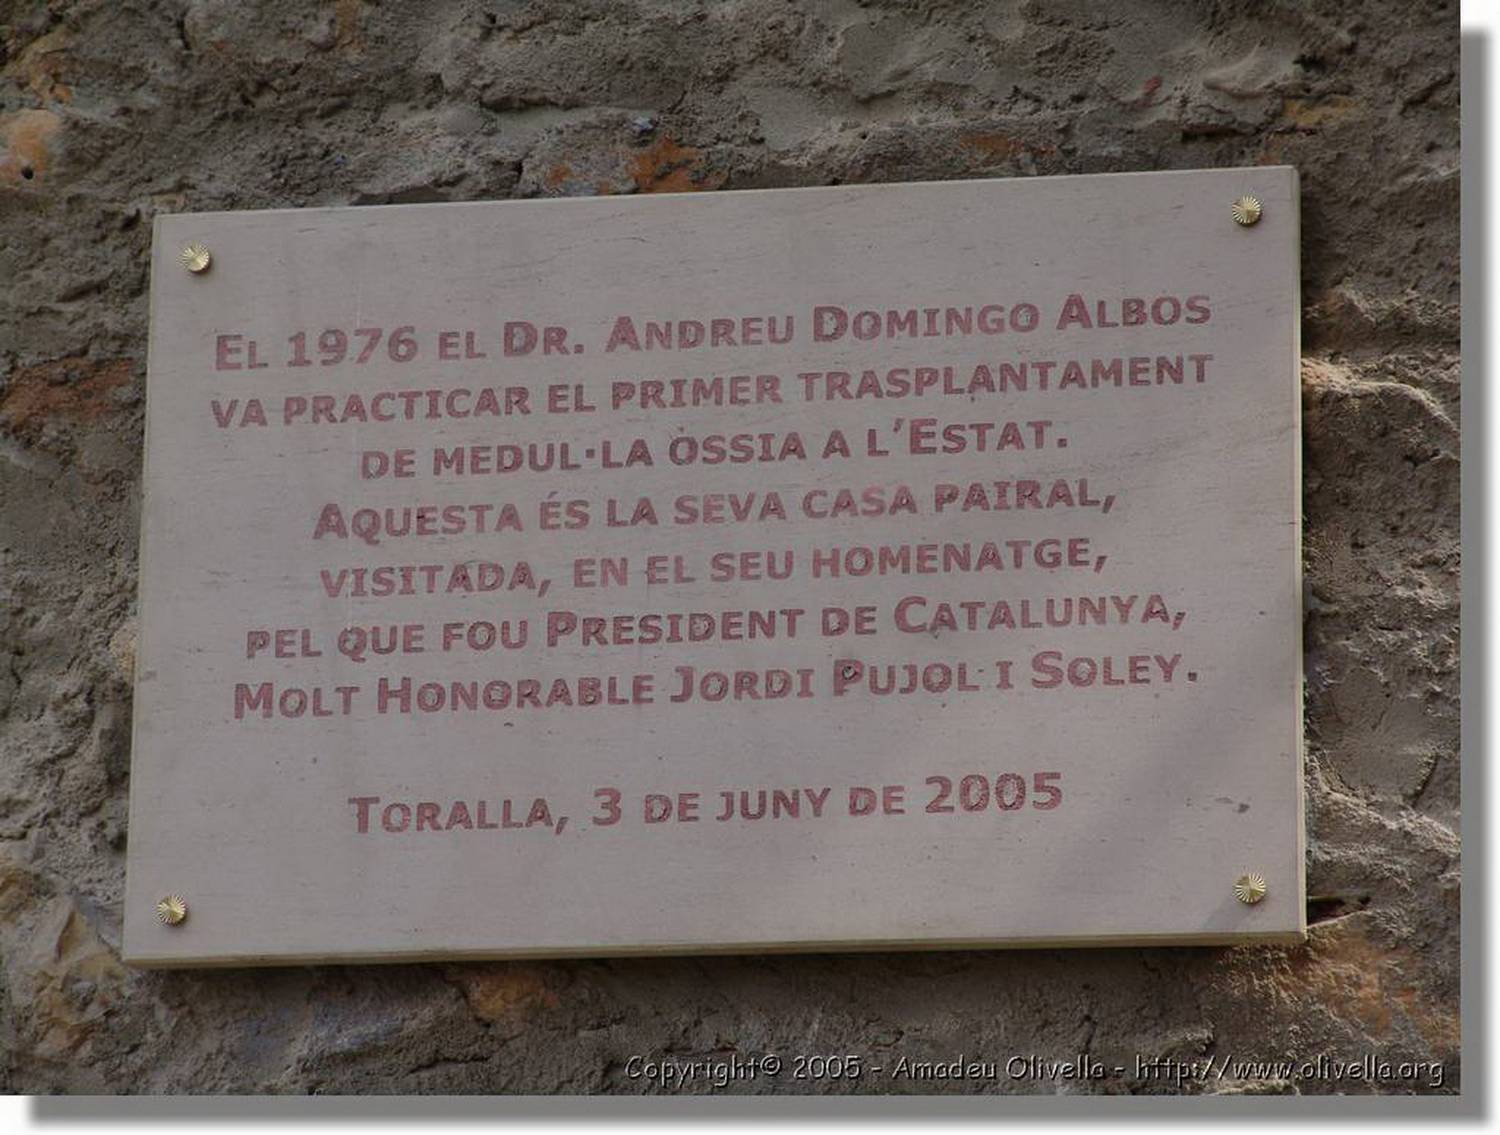 El 1976 el Dr. Andreu Domingo Albos
va practicar el primer trasplantament
de medul·la òssia a l'Estat.
Aquesta és la seva casa pairal,
visitada, en el seu homenatge,
pel que fou President de Catalunya,
Molt Honorable Jordi Pujol i Soley.
Toralla, 3 de juny de 2005
Copyright© 2005 - Amadeu Olivella - http://www.olivella.org